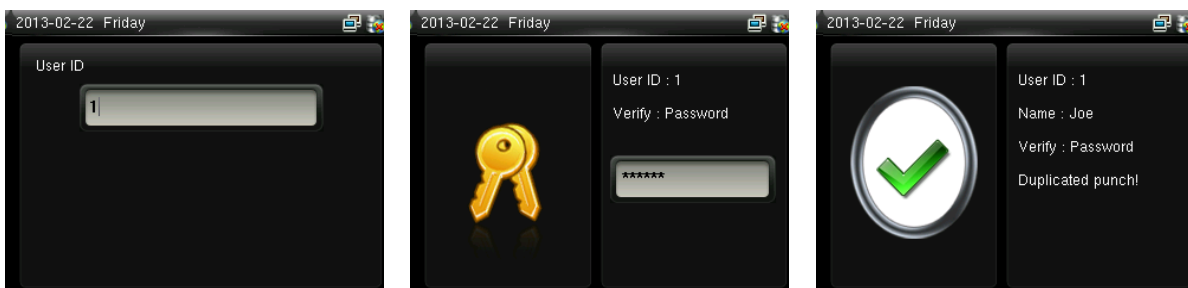 2013-02-22 Friday
User ID
1
2013-02-22 Friday
User ID : 1
Verify : Password
******
2013-02-22 Friday
User ID : 1
Name : Joe
Verify : Password
Duplicated punch!